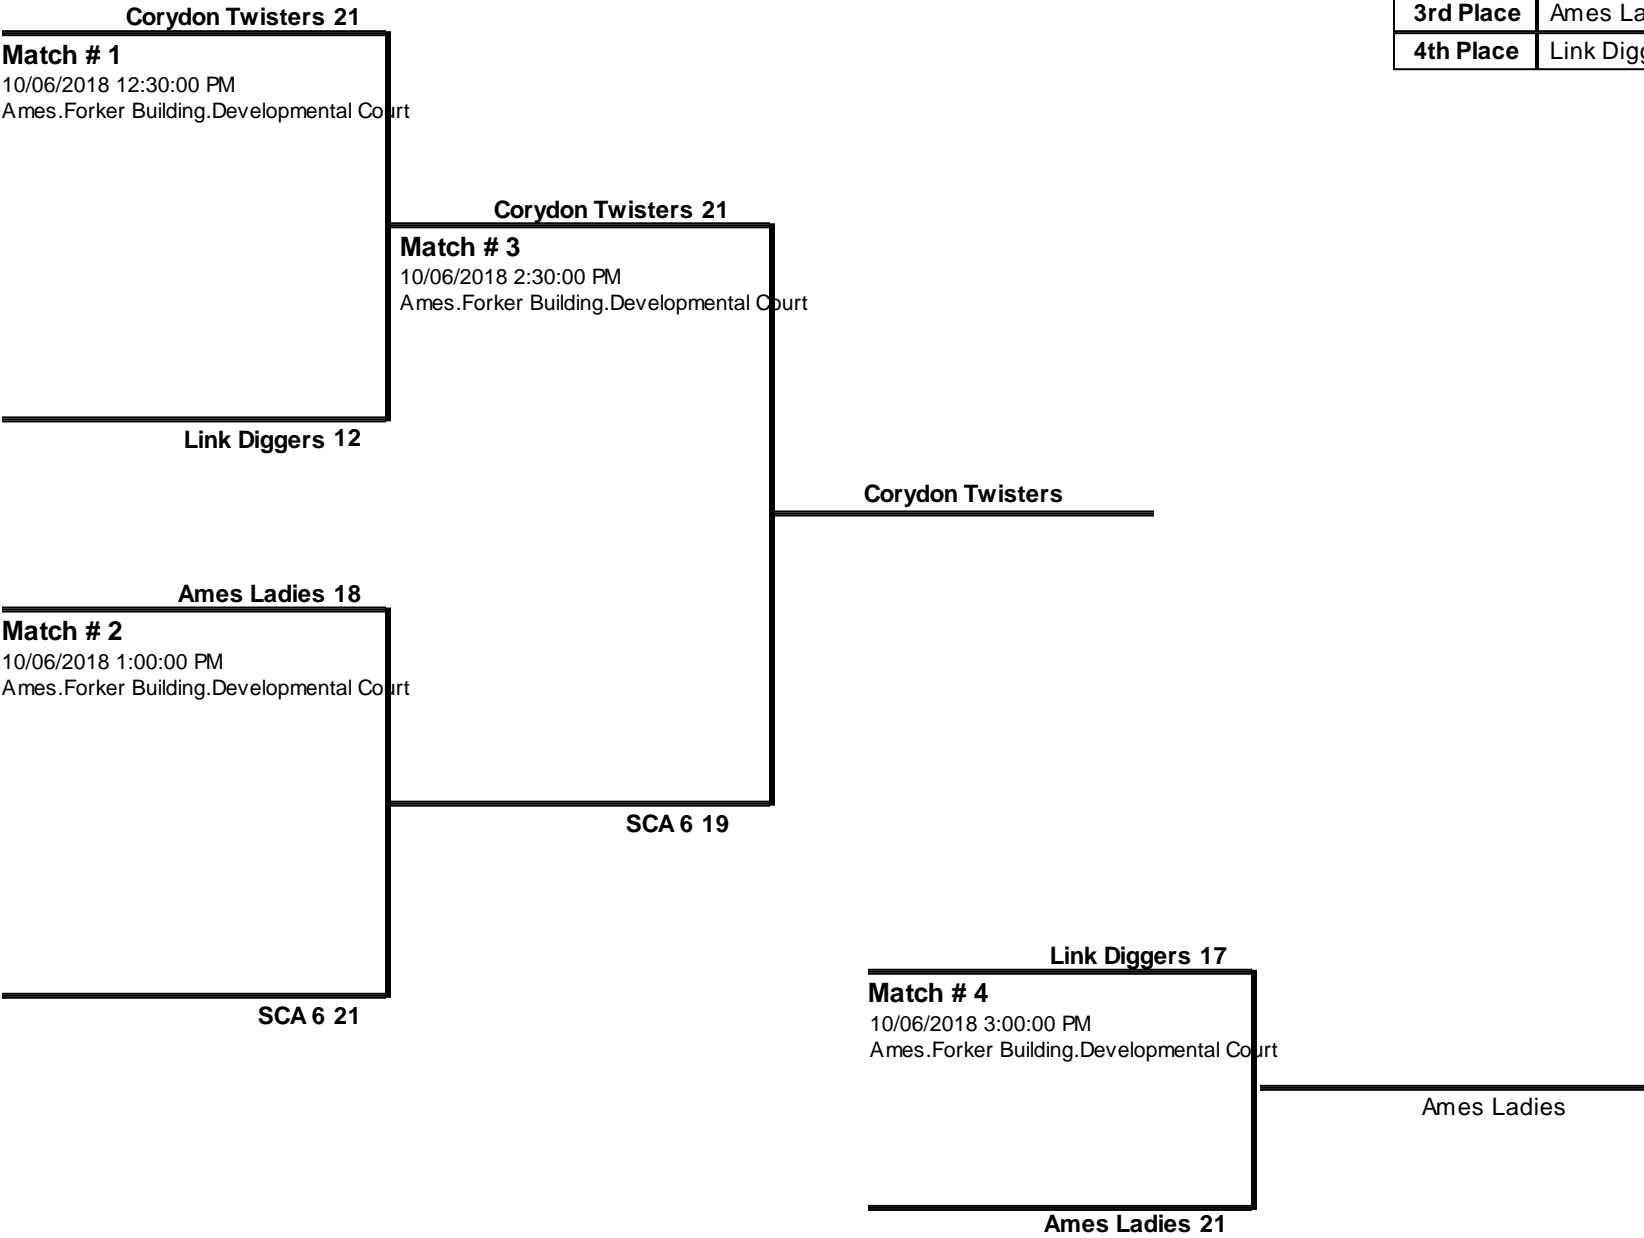 Corydon Twisters 21
3rd Place Ames
4th Place Link
Match # 1
10/06/2018 12:30:00 PM
Ames.Forker Building.Developmental Court
Corydon Twisters 21
Match # 3
10/06/2018 2:30:00 PM
Ames.Forker Building.Developmental Court
Link Diggers 12
Corydon Twisters
Ames Ladies 18
Match # 2
10/06/2018 1:00:00 PM
Ames.Forker Building.Developmental Court
SCA 6 19
Link Diggers 17
Match # 4
SCA 6 21
10/06/2018 3:00:00 PM
Ames.Forker Building.Developmental Court
Ames Ladies
Ames Ladies 21